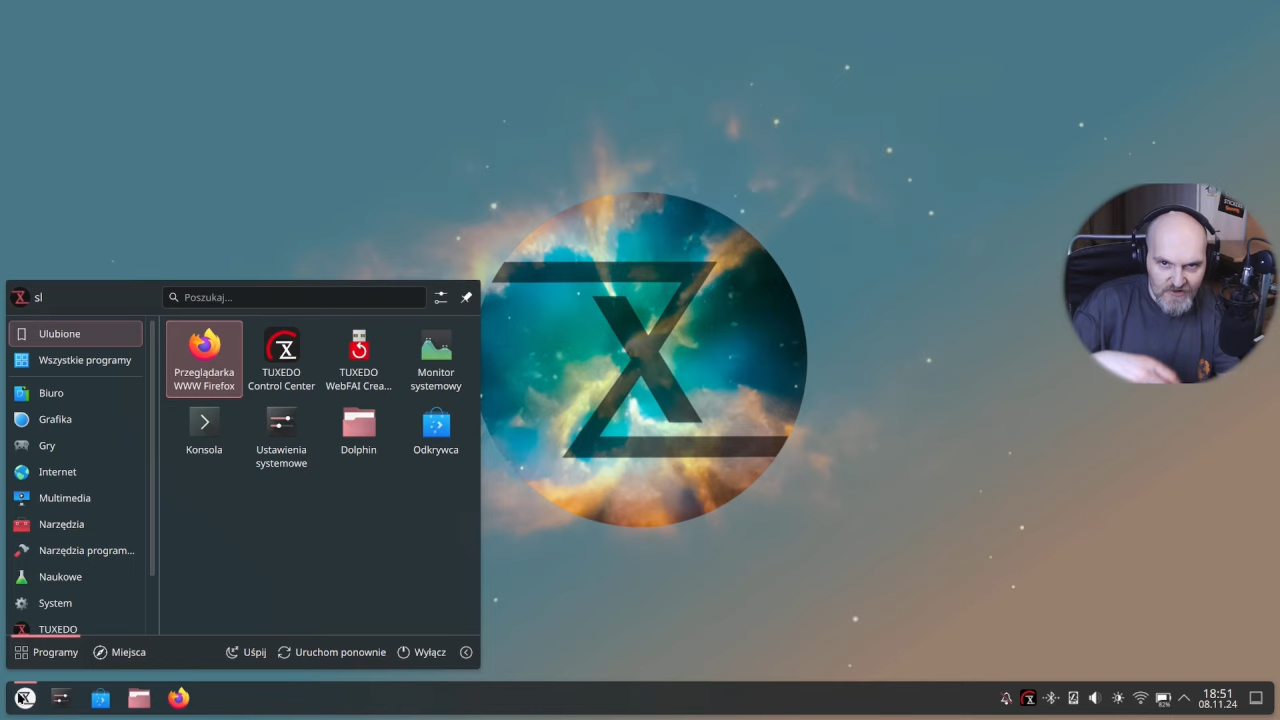 sl
Poszukaj...
Ulubione
Wszystkie programy
Biuro
Grafika
Gry
Internet
Multimedia
Narzędzia
Narzędzia program...
Naukowe
System
TUXEDO
Przeglądarka
WWW Firefox
TUXEDO
Control Center
TUXEDO
WebFAI Crea...
Monitor
systemowy
Konsola
Ustawienia
systemowe
Dolphin
Odkrywca
Programy
Miejsca
Uśpij
Uruchom ponownie
Wyłącz
82%
18:51
08.11.24